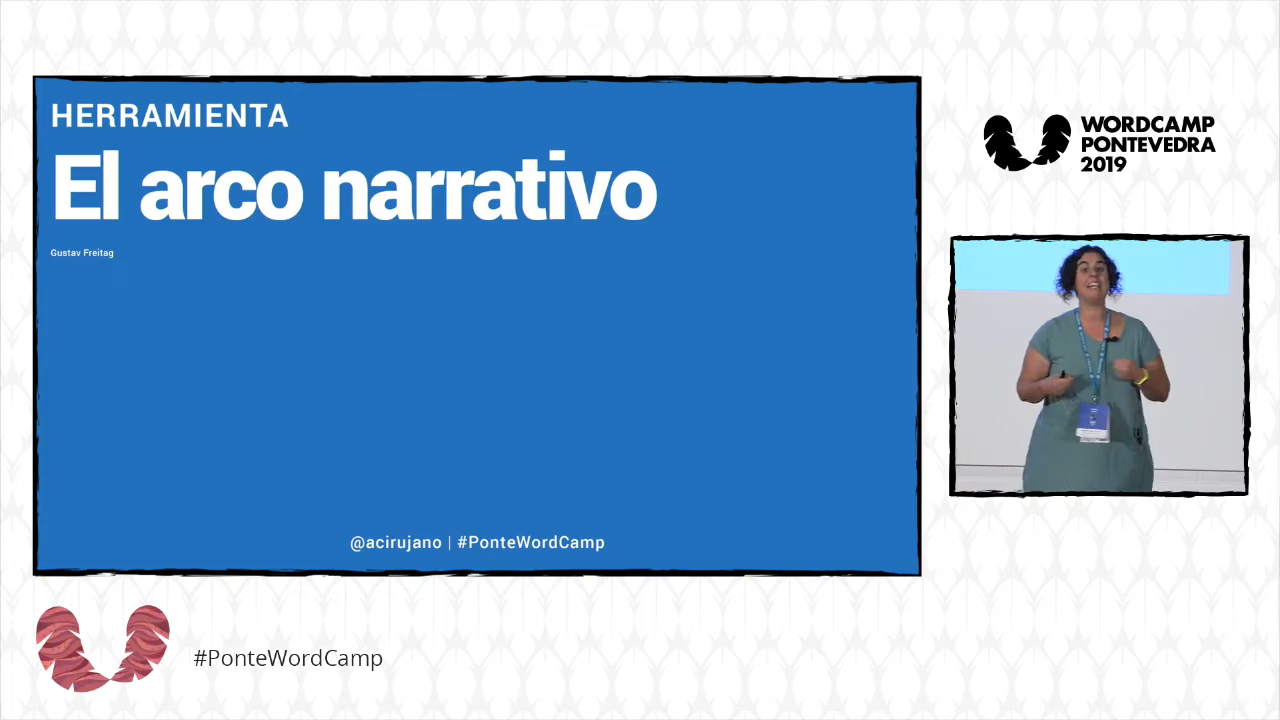 HERRAMIENTA
El arco narrativo
Gustav Freitag
@acirujano | #PonteWordCamp
WORDCAMP
PONTEVEDRA
2019
#PonteWordCamp